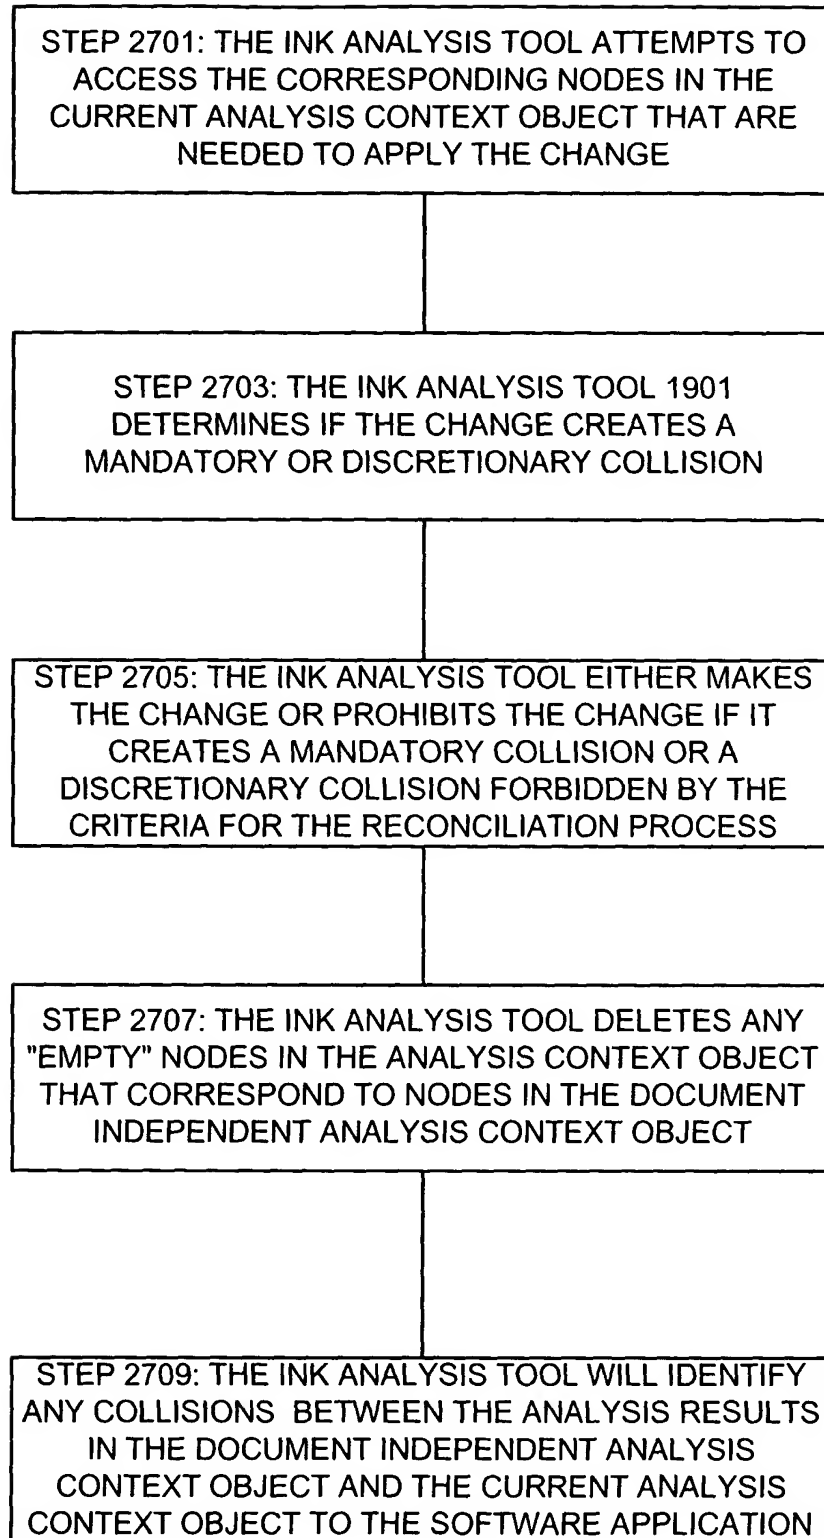 STEP 2701: THE INK ANALYSIS TOOL ATTEMPTS TO
ACCESS THE CORRESPONDING NODES IN THE
CURRENT ANALYSIS CONTEXT OBJECT THAT ARE
NEEDED TO APPLY THE CHANGE
STEP 2703: THE INK ANALYSIS TOOL 1901
DETERMINES IF THE CHANGE CREATES A
MANDATORY OR DISCRETIONARY COLLISION
STEP 2705: THE INK ANALYSIS TOOL EITHER MAKES
THE CHANGE OR PROHIBITS THE CHANGE IF IT
CREATES A MANDATORY COLLISION OR A
DISCRETIONARY COLLISION FORBIDDEN BY THE
CRITERIA FOR THE RECONCILIATION PROCESS
STEP 2707: THE INK ANALYSIS TOOL DELETES ANY
"EMPTY" NODES IN THE ANALYSIS CONTEXT OBJECT
THAT CORRESPOND TO NODES IN THE DOCUMENT
INDEPENDENT ANALYSIS CONTEXT OBJECT
STEP 2709: THE INK ANALYSIS TOOL WILL IDENTIFY
ANY COLLISIONS BETWEEN THE ANALYSIS RESULTS
IN THE DOCUMENT INDEPENDENT ANALYSIS
CONTEXT OBJECT AND THE CURRENT ANALYSIS
CONTEXT OBJECT TO THE SOFTWARE APPLICATION